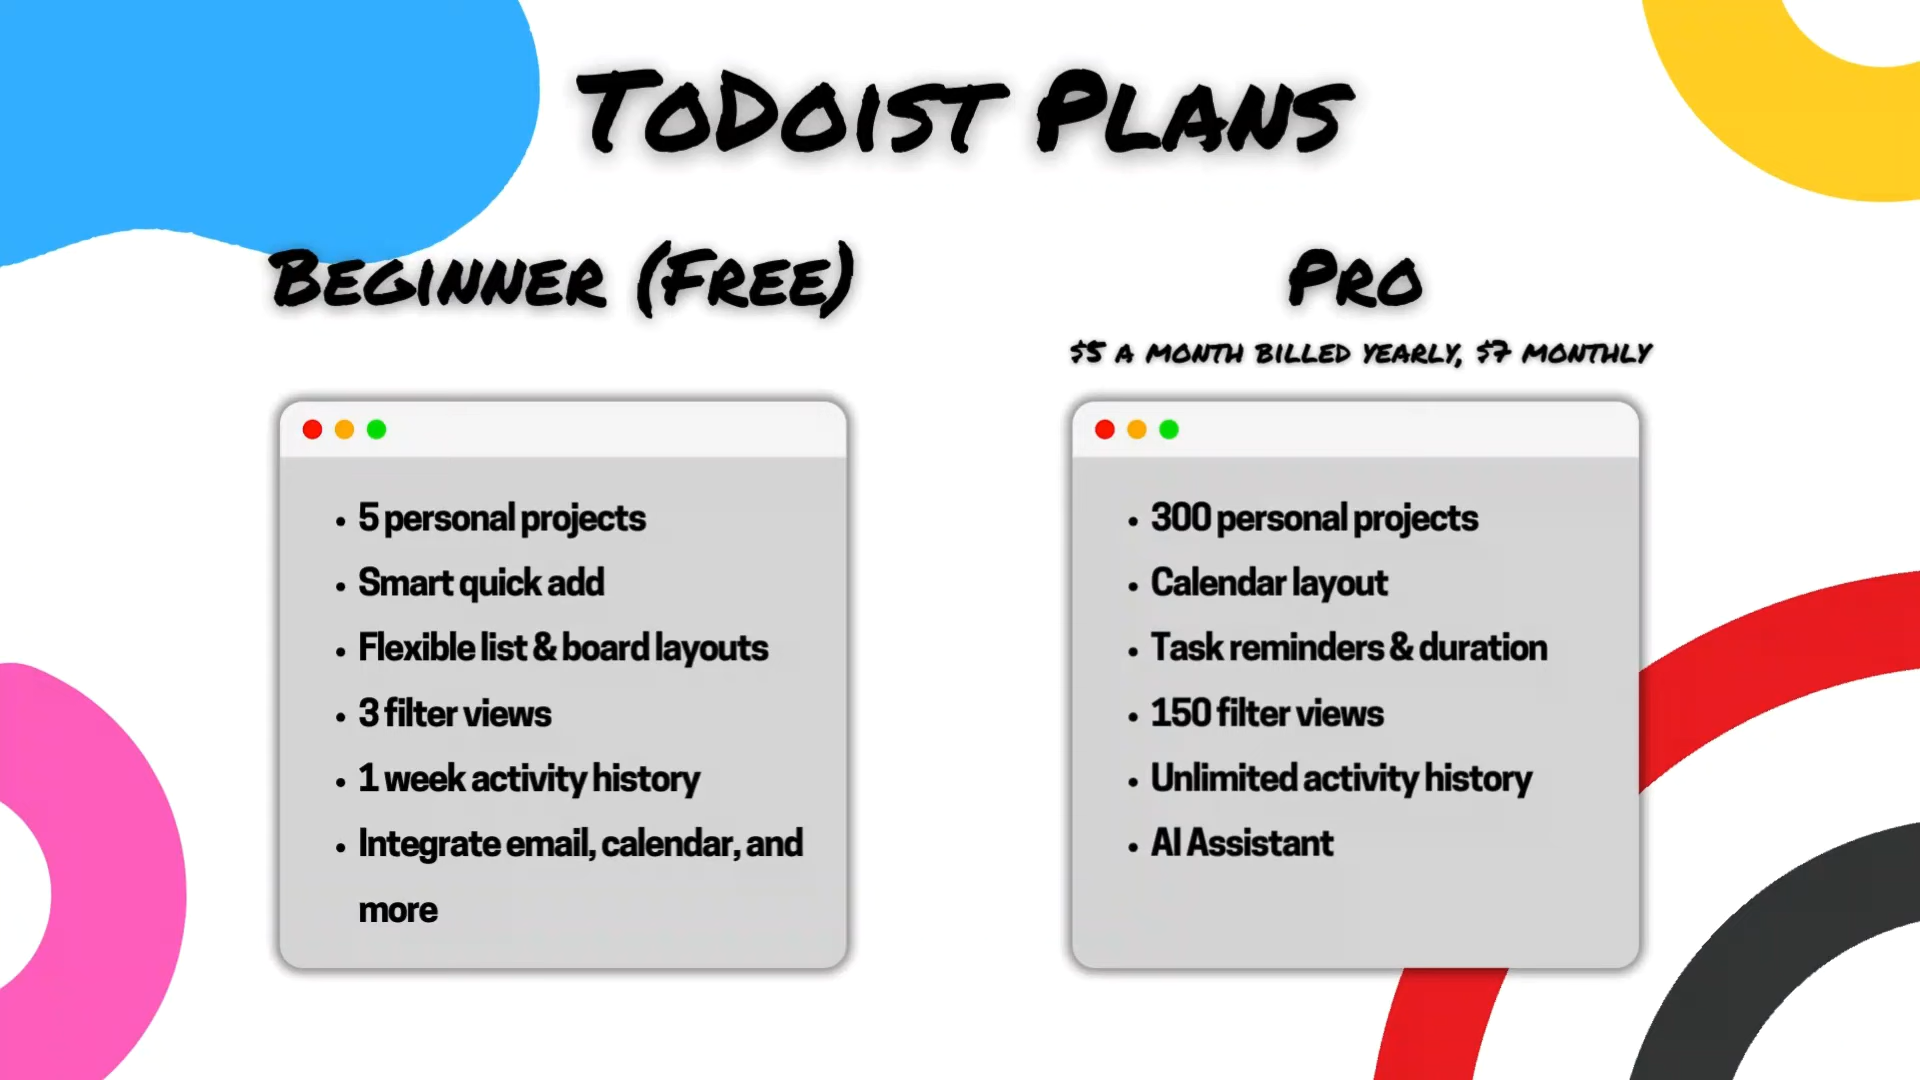 ToDoist Plans
Beginner (Free)
• 5 personal projects
• Smart quick add
• Flexible list & board layouts
• 3 filter views
• 1 week activity history
• Integrate email, calendar, and
more
Pro
$5 a month billed yearly, $7 monthly
• 300 personal projects
• Calendar layout
• Task reminders & duration
• 150 filter views
• Unlimited activity history
• AI Assistant